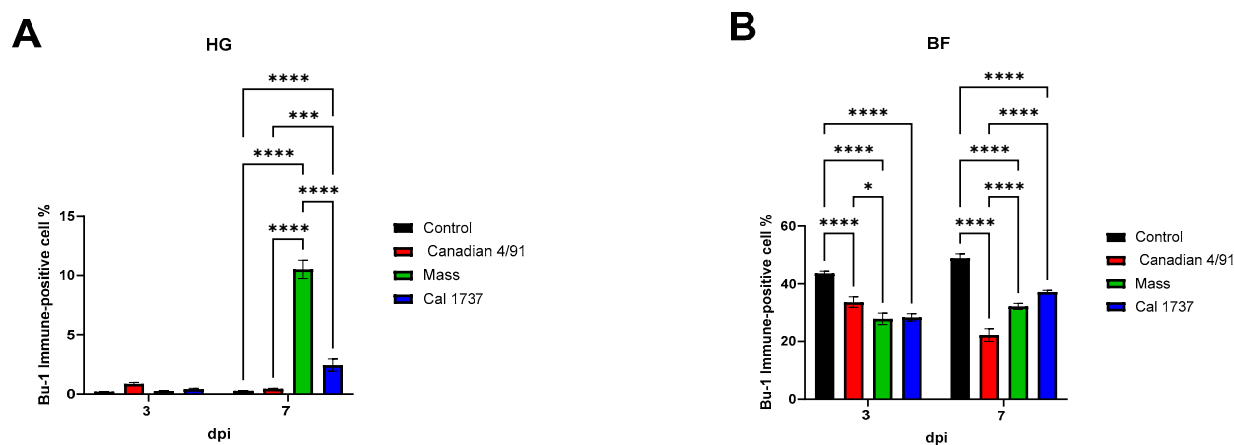 A
HG
****
***
****
****
****
Bu-1 Immune-positive cell %
15
10
5
0
3
7
dpi
Control
Canadian 4/91
Mass
Cal 1737
B
BF
****
****
****
****
****
*
****
****
****
Bu-1 Immune-positive cell %
60
40
20
0
3
7
dpi
Control
Canadian 4/91
Mass
Cal 1737